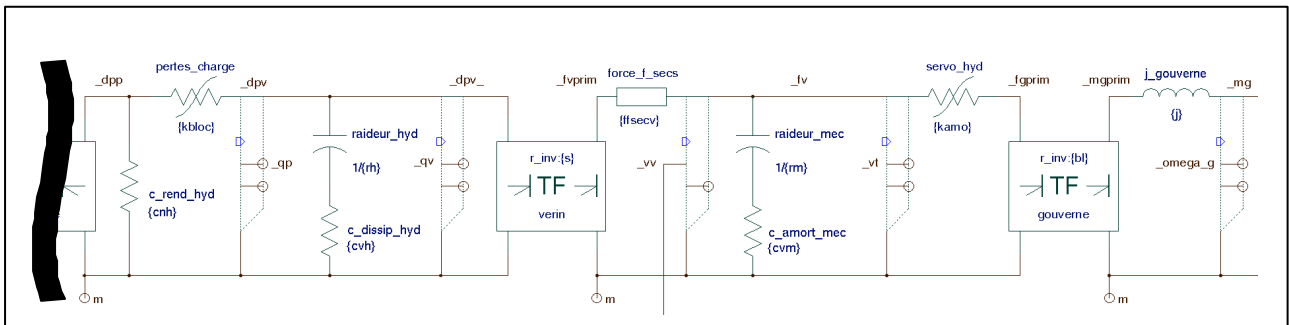 _dpp
pertes_charge
{kbloc}
_dpv
c_rend_hyd
{cnh}
_qp
raideur_hyd
1/{rh}
c_dissip_hyd
{cvh}
_dpv_
_qv
r_inv:{s}
TF
verin
_fvprim
force_f_secs
{ffsecv}
_vv
_fv
raideur_mec
1/{rm}
c_amort_mec
{cvm}
_vt
servo_hyd
{kamo}
_fgprim
r_inv:{bl}
TF
gouverne
_mgprim
j_gouverne
{j}
_mg
_omega_g
m
m
m